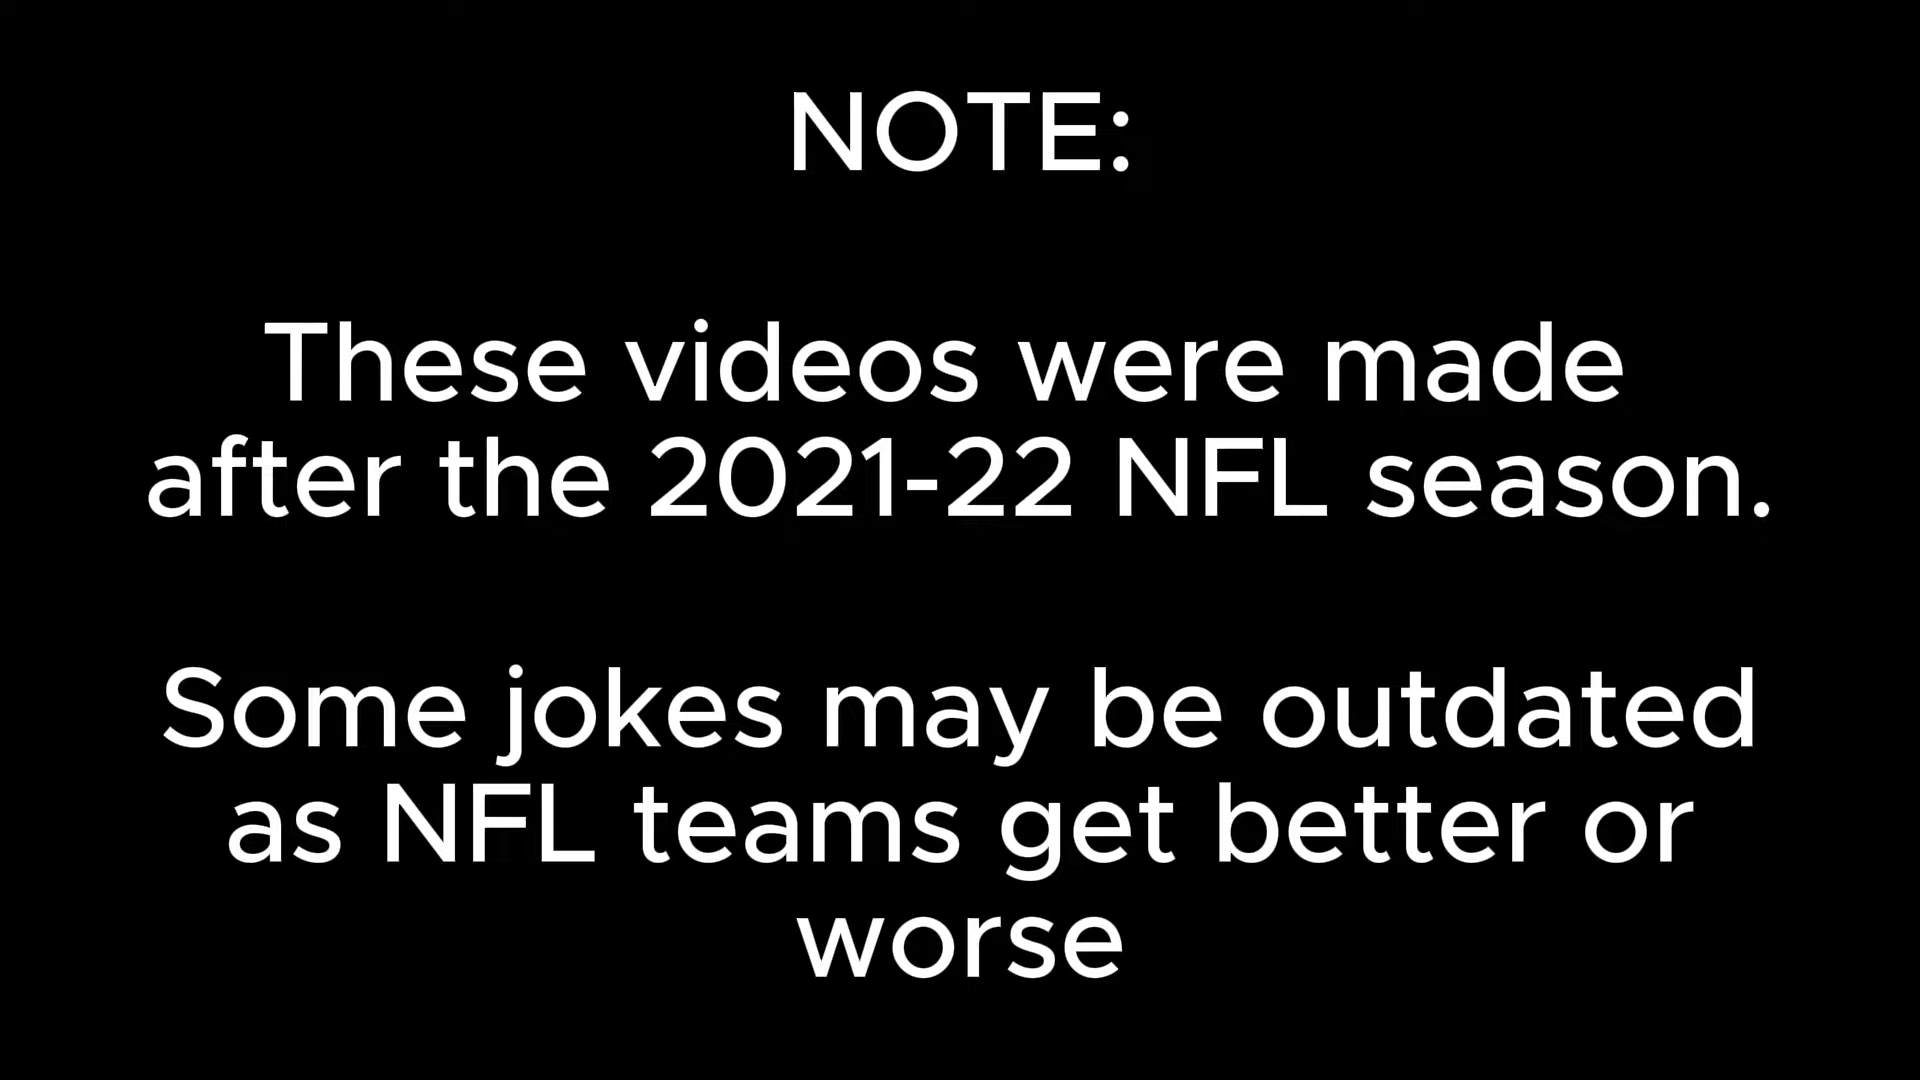 NOTE:
These videos were made
after the 2021-22 NFL season.
Some jokes may be outdated
as NFL teams get better or
worse